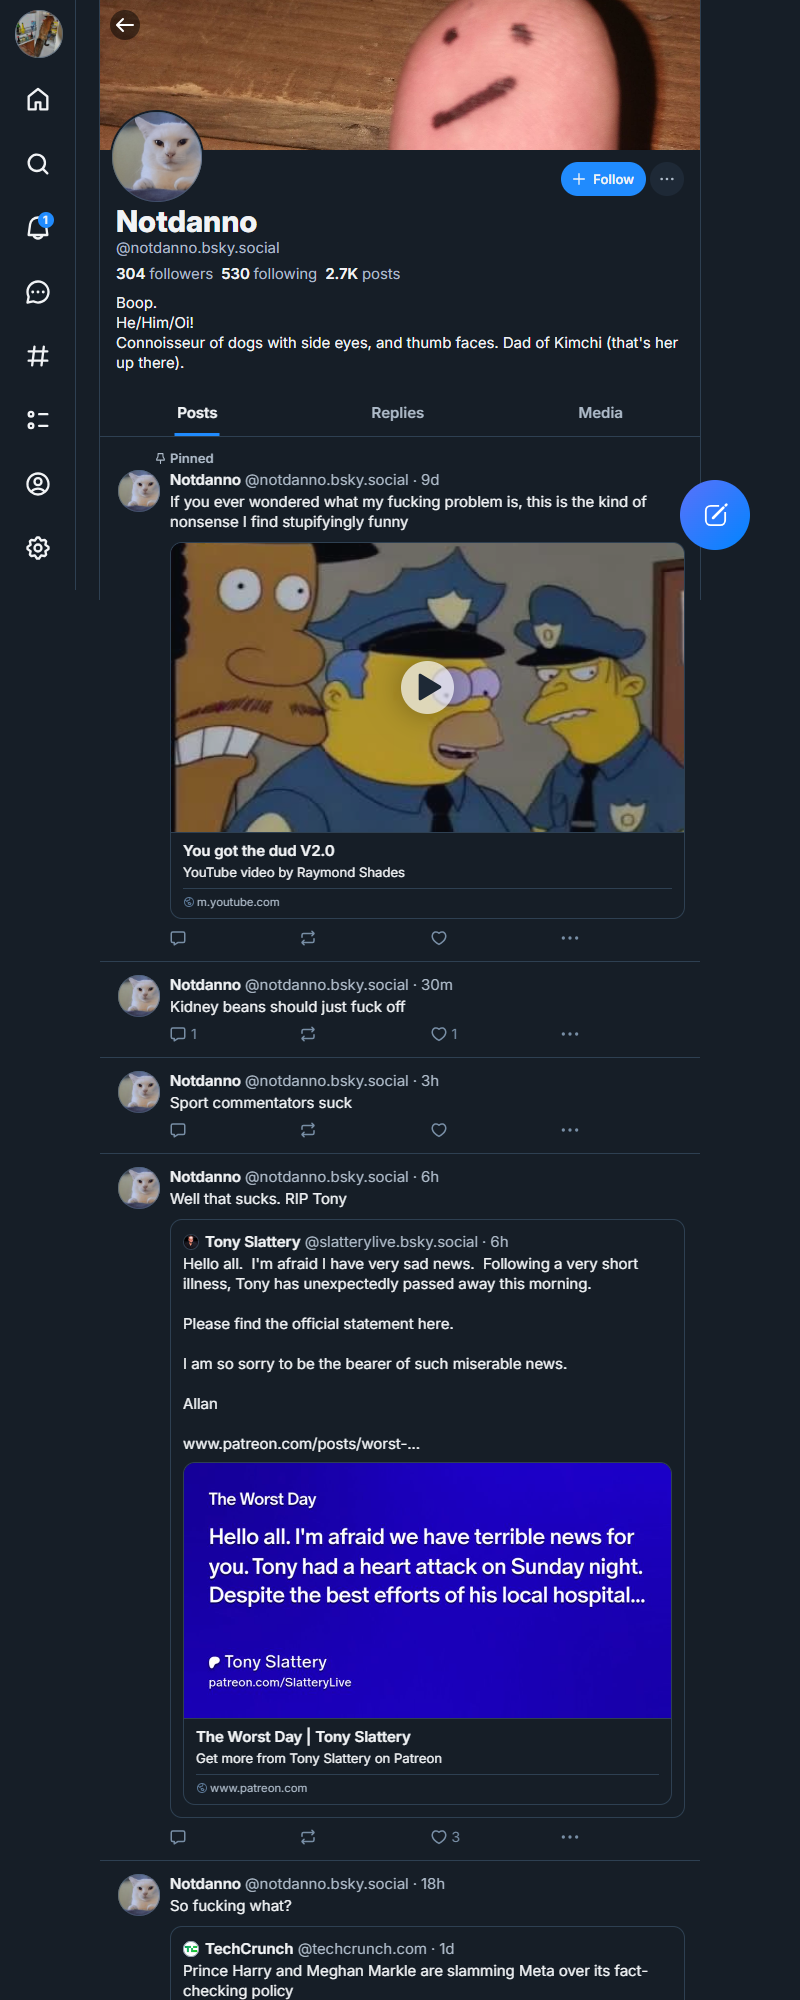 1
+ Follow
Notdanno
@notdanno.bsky.social
304 followers 530 following 2.7K posts
Boop.
He/Him/Oi!
Connoisseur of dogs with side eyes, and thumb faces. Dad of Kimchi (that's her
up there).
Posts Replies Media
Pinned
Notdanno @notdanno.bsky.social · 9d
If you ever wondered what my fucking problem is, this is the kind of
nonsense I find stupifyingly funny
You got the dud V2.0
YouTube video by Raymond Shades
m.youtube.com
Notdanno @notdanno.bsky.social · 30m
Kidney beans should just fuck off
1 1
Notdanno @notdanno.bsky.social · 3h
Sport commentators suck
Notdanno @notdanno.bsky.social · 6h
Well that sucks. RIP Tony
Tony Slattery @slatterylive.bsky.social · 6h
Hello all. I'm afraid I have very sad news. Following a very short
illness, Tony has unexpectedly passed away this morning.
Please find the official statement here.
I am so sorry to be the bearer of such miserable news.
Allan
www.patreon.com/posts/worst-...
The Worst Day
Hello all. I'm afraid we have terrible news for
you. Tony had a heart attack on Sunday night.
Despite the best efforts of his local hospital...
Tony Slattery
patreon.com/SlatteryLive
The Worst Day | Tony Slattery
Get more from Tony Slattery on Patreon
www.patreon.com
3
Notdanno @notdanno.bsky.social · 18h
So fucking what?
TechCrunch @techcrunch.com · 1d
Prince Harry and Meghan Markle are slamming Meta over its fact-
checking policy